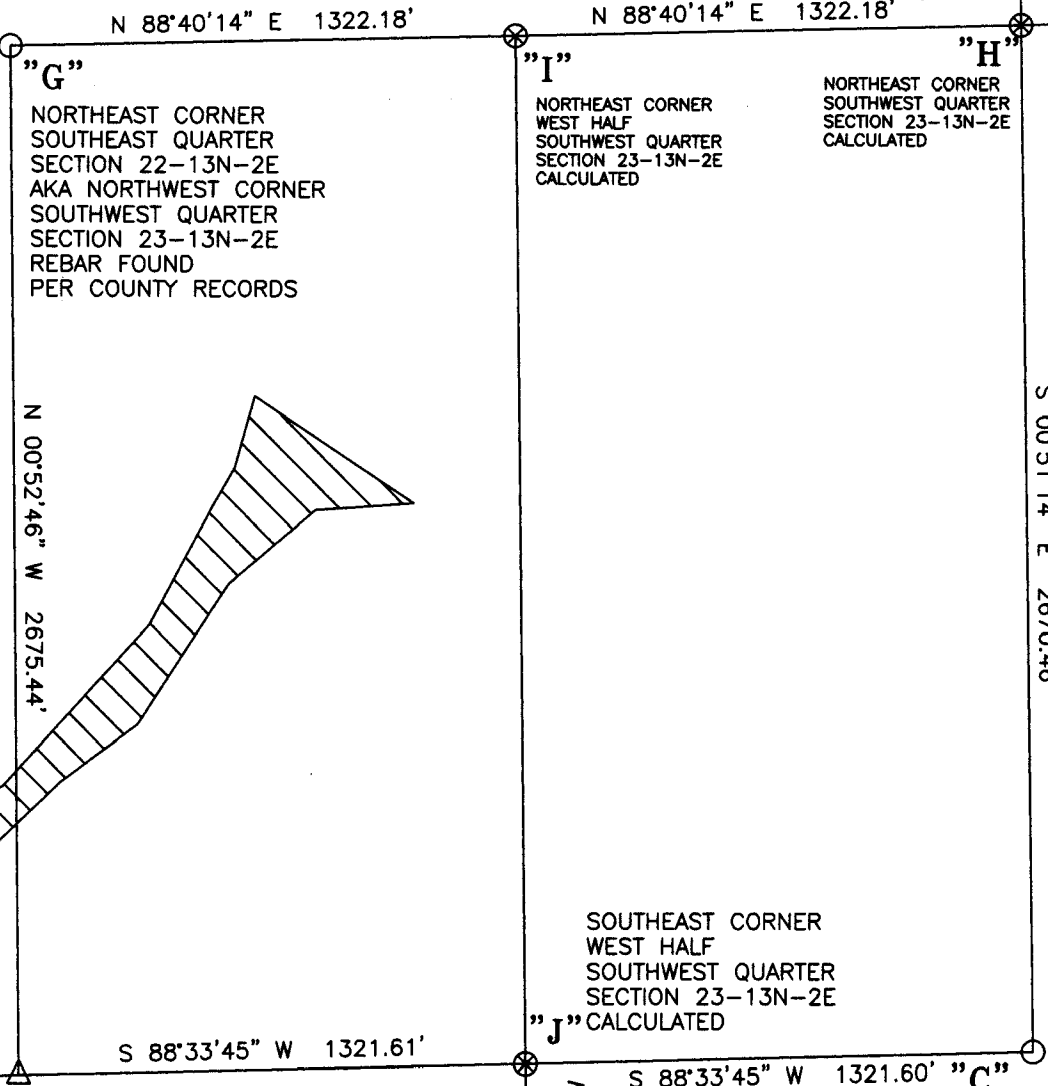 N 88°40'14" E 1322.18'
N 88°40'14" E 1322.18'
"G"
"I"
"H"
NORTHEAST CORNER
SOUTHEAST QUARTER
SECTION 22-13N-2E
AKA NORTHWEST CORNER
SOUTHWEST QUARTER
SECTION 23-13N-2E
REBAR FOUND
PER COUNTY RECORDS
NORTHEAST CORNER
WEST HALF
SOUTHWEST QUARTER
SECTION 23-13N-2E
CALCULATED
NORTHEAST CORNER
SOUTHWEST QUARTER
SECTION 23-13N-2E
CALCULATED
N 00°52'46" W 2675.44'
S 00°51'14" E
SOUTHEAST CORNER
WEST HALF
SOUTHWEST QUARTER
SECTION 23-13N-2E
CALCULATED
"J"
S 88°33'45" W 1321.61'
S 88°33'45" W 1321.60'
"C"